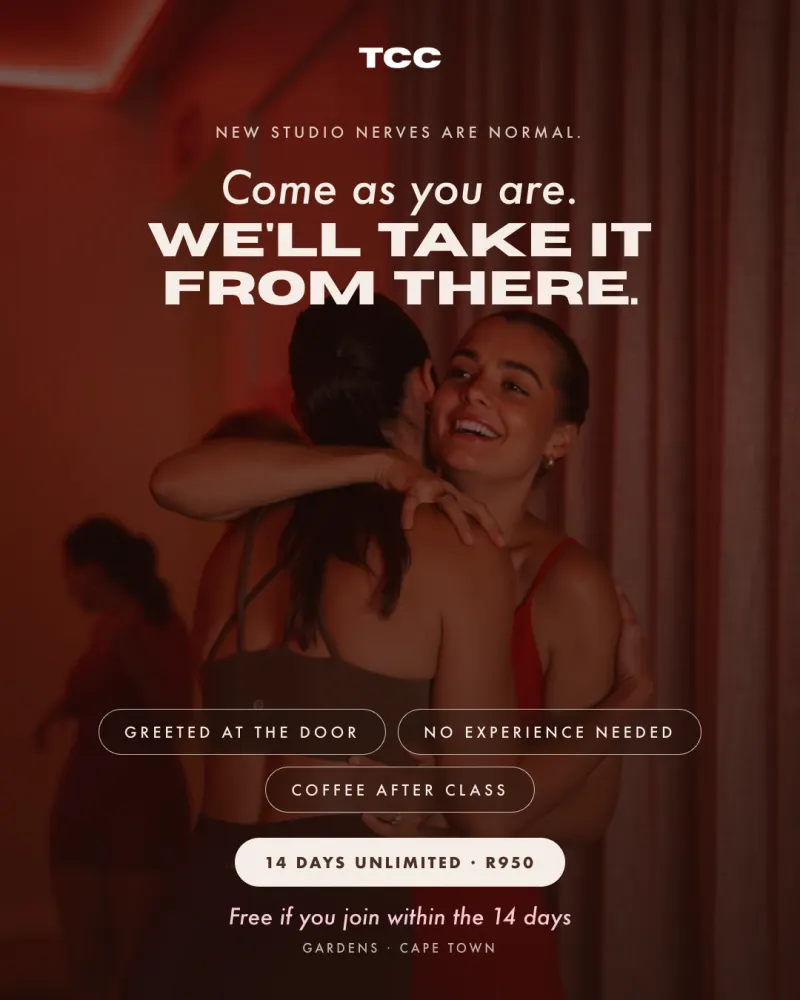 TCC
NEW STUDIO NERVES ARE NORMAL.
Come as you are.
WE'LL TAKE IT
FROM THERE.
GREETED AT THE DOOR
NO EXPERIENCE NEEDED
COFFEE AFTER CLASS
14 DAYS UNLIMITED · R950
Free if you join within the 14 days
GARDENS · CAPE TOWN